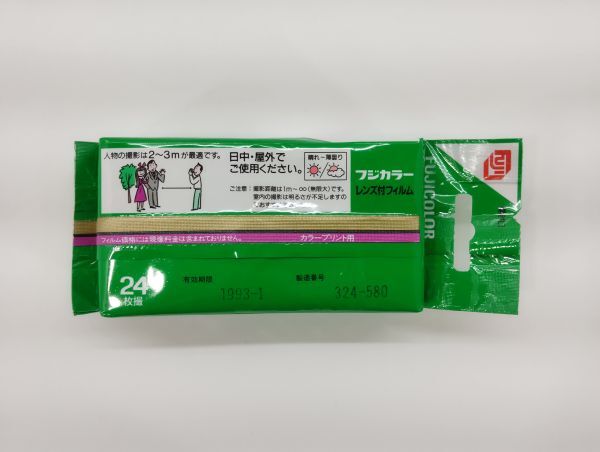 人物の撮影は2～3mが最適です。
日中・屋外で
ご使用ください。
晴れ～薄曇り
ご注意：撮影距離は1m～∞(無限大)です。
室内の撮影は明るさが不足しますの
フジカラー
レンズ付フィルム
フィルム価格には現像料金は含まれておりません。
カラープリント用
24
枚撮
有効期限
1993-1
製造番号
324-580
FUJICOLOR